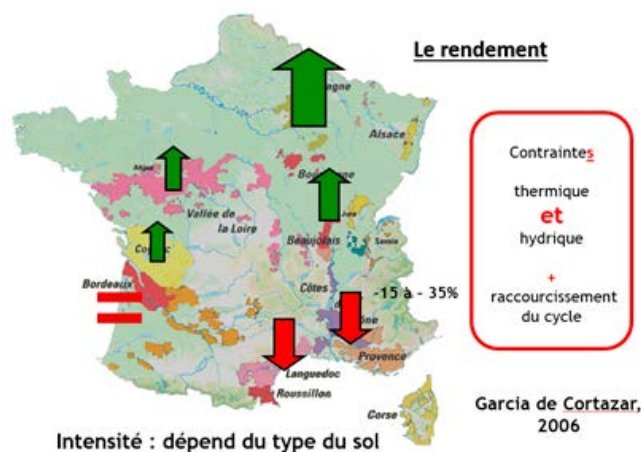 Le rendement
Alsace
Vallée de
la Loire
Jura
Beaujolais
Savoie
Bordeaux
Côtes
-15 à - 35%
Provence
Languedoc
Roussillon
Corse
Contraintes
thermique
et
hydrique
+
raccourcissement
du cycle
Garcia de Cortazar,
2006
Intensité : dépend du type du sol